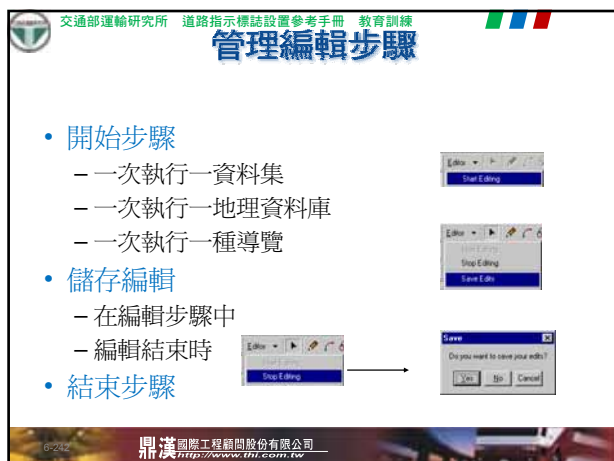 交通部運輸研究所 道路指示標誌設置參考手冊 教育訓練
管理編輯步驟
• 開始步驟
– 一次執行一資料集
– 一次執行一地理資料庫
– 一次執行一種導覽
• 儲存編輯
– 在編輯步驟中
– 編輯結束時
• 結束步驟
Editor
Start Editing
Editor
Start Editing
Stop Editing
Save Edits
Editor
Start Editing
Stop Editing
Save
Do you want to save your edits?
Yes No Cancel
6-242
鼎漢國際工程顧問股份有限公司
http://www.thi.com.tw